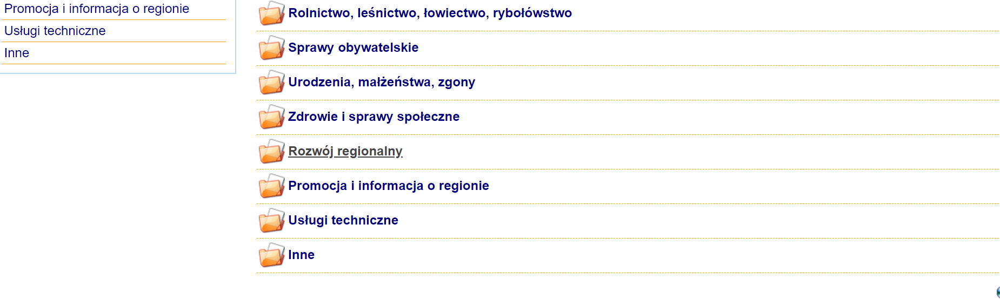 Promocja i informacja o regionie
Usługi techniczne
Inne
Rolnictwo, leśnictwo, łowiectwo, rybołówstwo
Sprawy obywatelskie
Urodzenia, małżeństwa, zgony
Zdrowie i sprawy społeczne
Rozwój regionalny
Promocja i informacja o regionie
Usługi techniczne
Inne